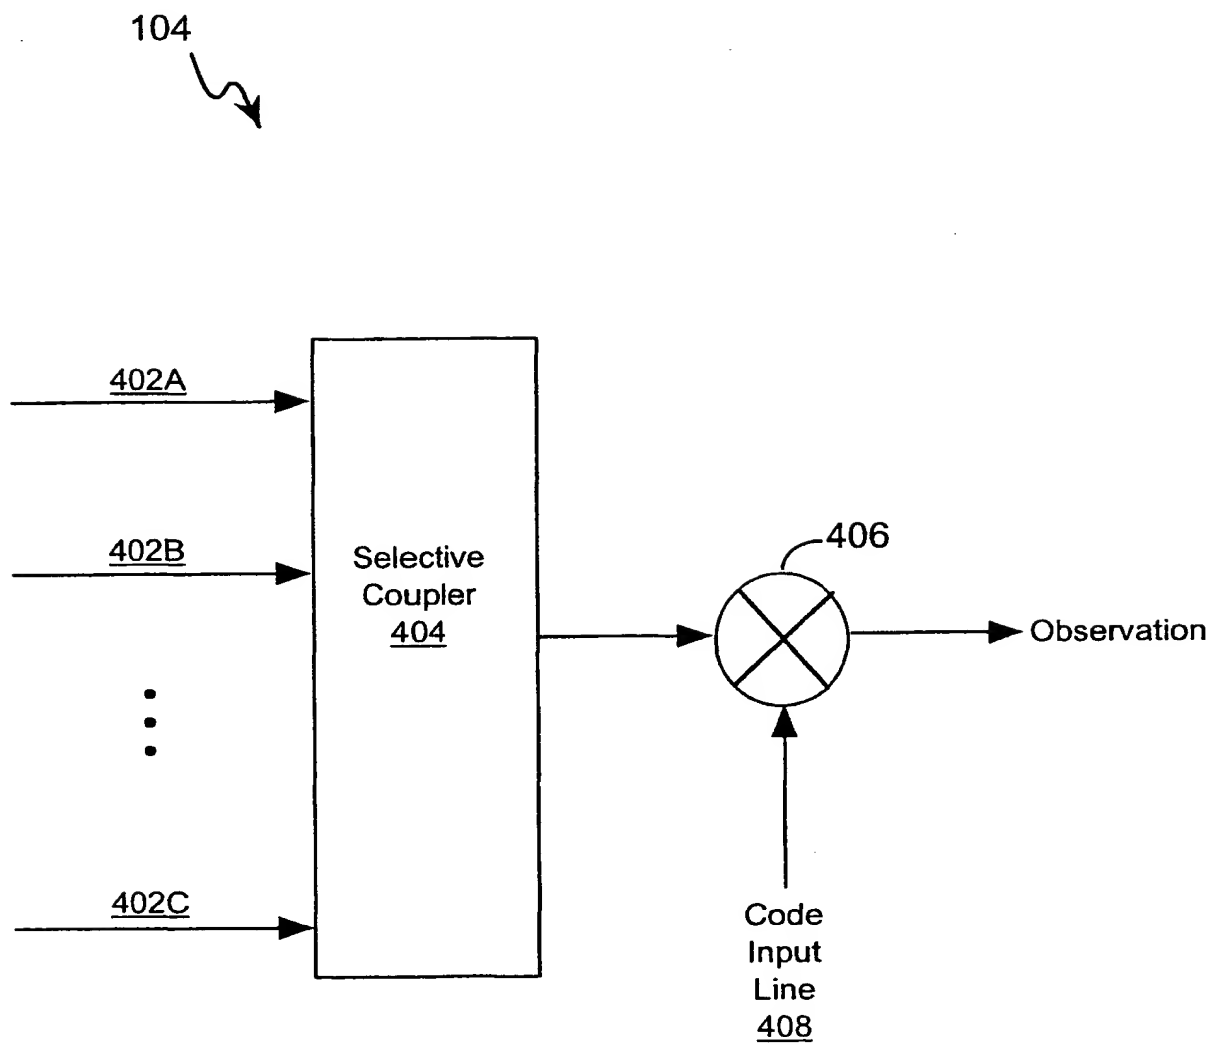 104
402A
402B
Selective
Coupler
404
406
Observation
402C
Code
Input
Line
408